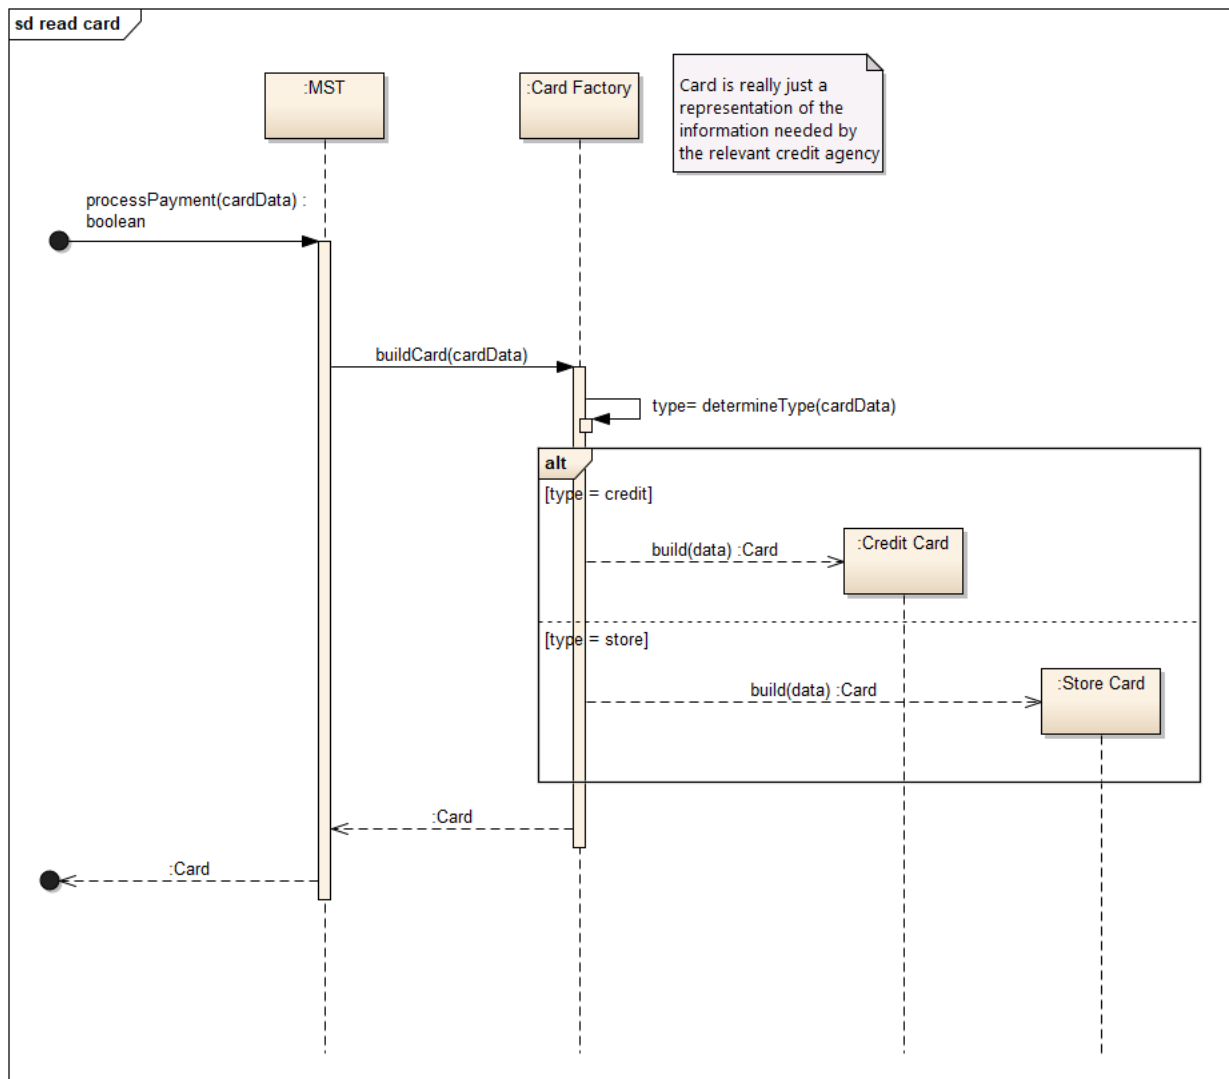 sd read card
:MST
:Card Factory
Card is really just a
representation of the
information needed by
the relevant credit agency
processPayment(cardData) :
boolean
buildCard(cardData)
type= determineType(cardData)
alt
[type = credit]
:Credit Card
build(data) :Card
[type = store]
:Store Card
build(data) :Card
:Card
:Card